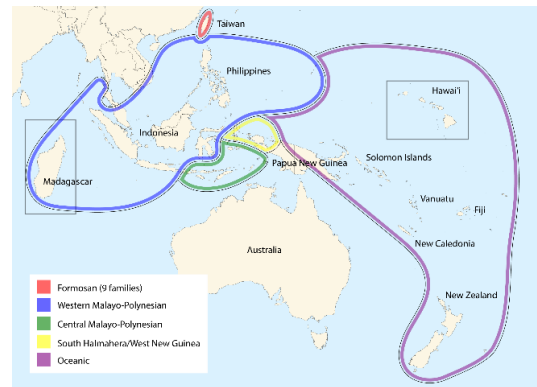 Taiwan
Philippines
Hawai'i
Indonesia
Papua New Guinea
Solomon Islands
Madagascar
Vanuatu
Fiji
New Caledonia
Australia
New Zealand
Formosan (9 families)
Western Malayo-Polynesian
Central Malayo-Polynesian
South Halmahera/West New Guinea
Oceanic